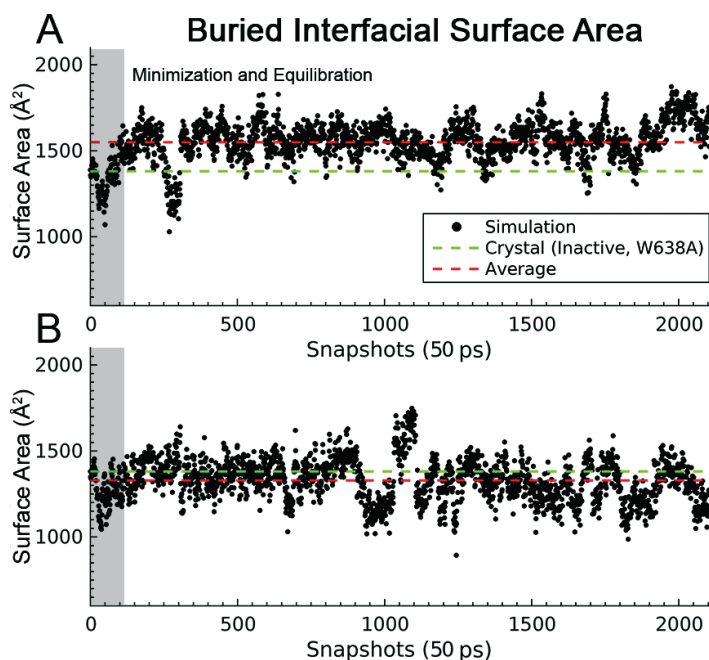 A
Buried Interfacial Surface Area
Minimization and Equilibration
Surface Area (Å²)
2000
1500
1000
Simulation
Crystal (Inactive, W638A)
Average
0 500 1000 1500 2000
Snapshots (50 ps)
B
Surface Area (Å²)
2000
1500
1000
0 500 1000 1500 2000
Snapshots (50 ps)